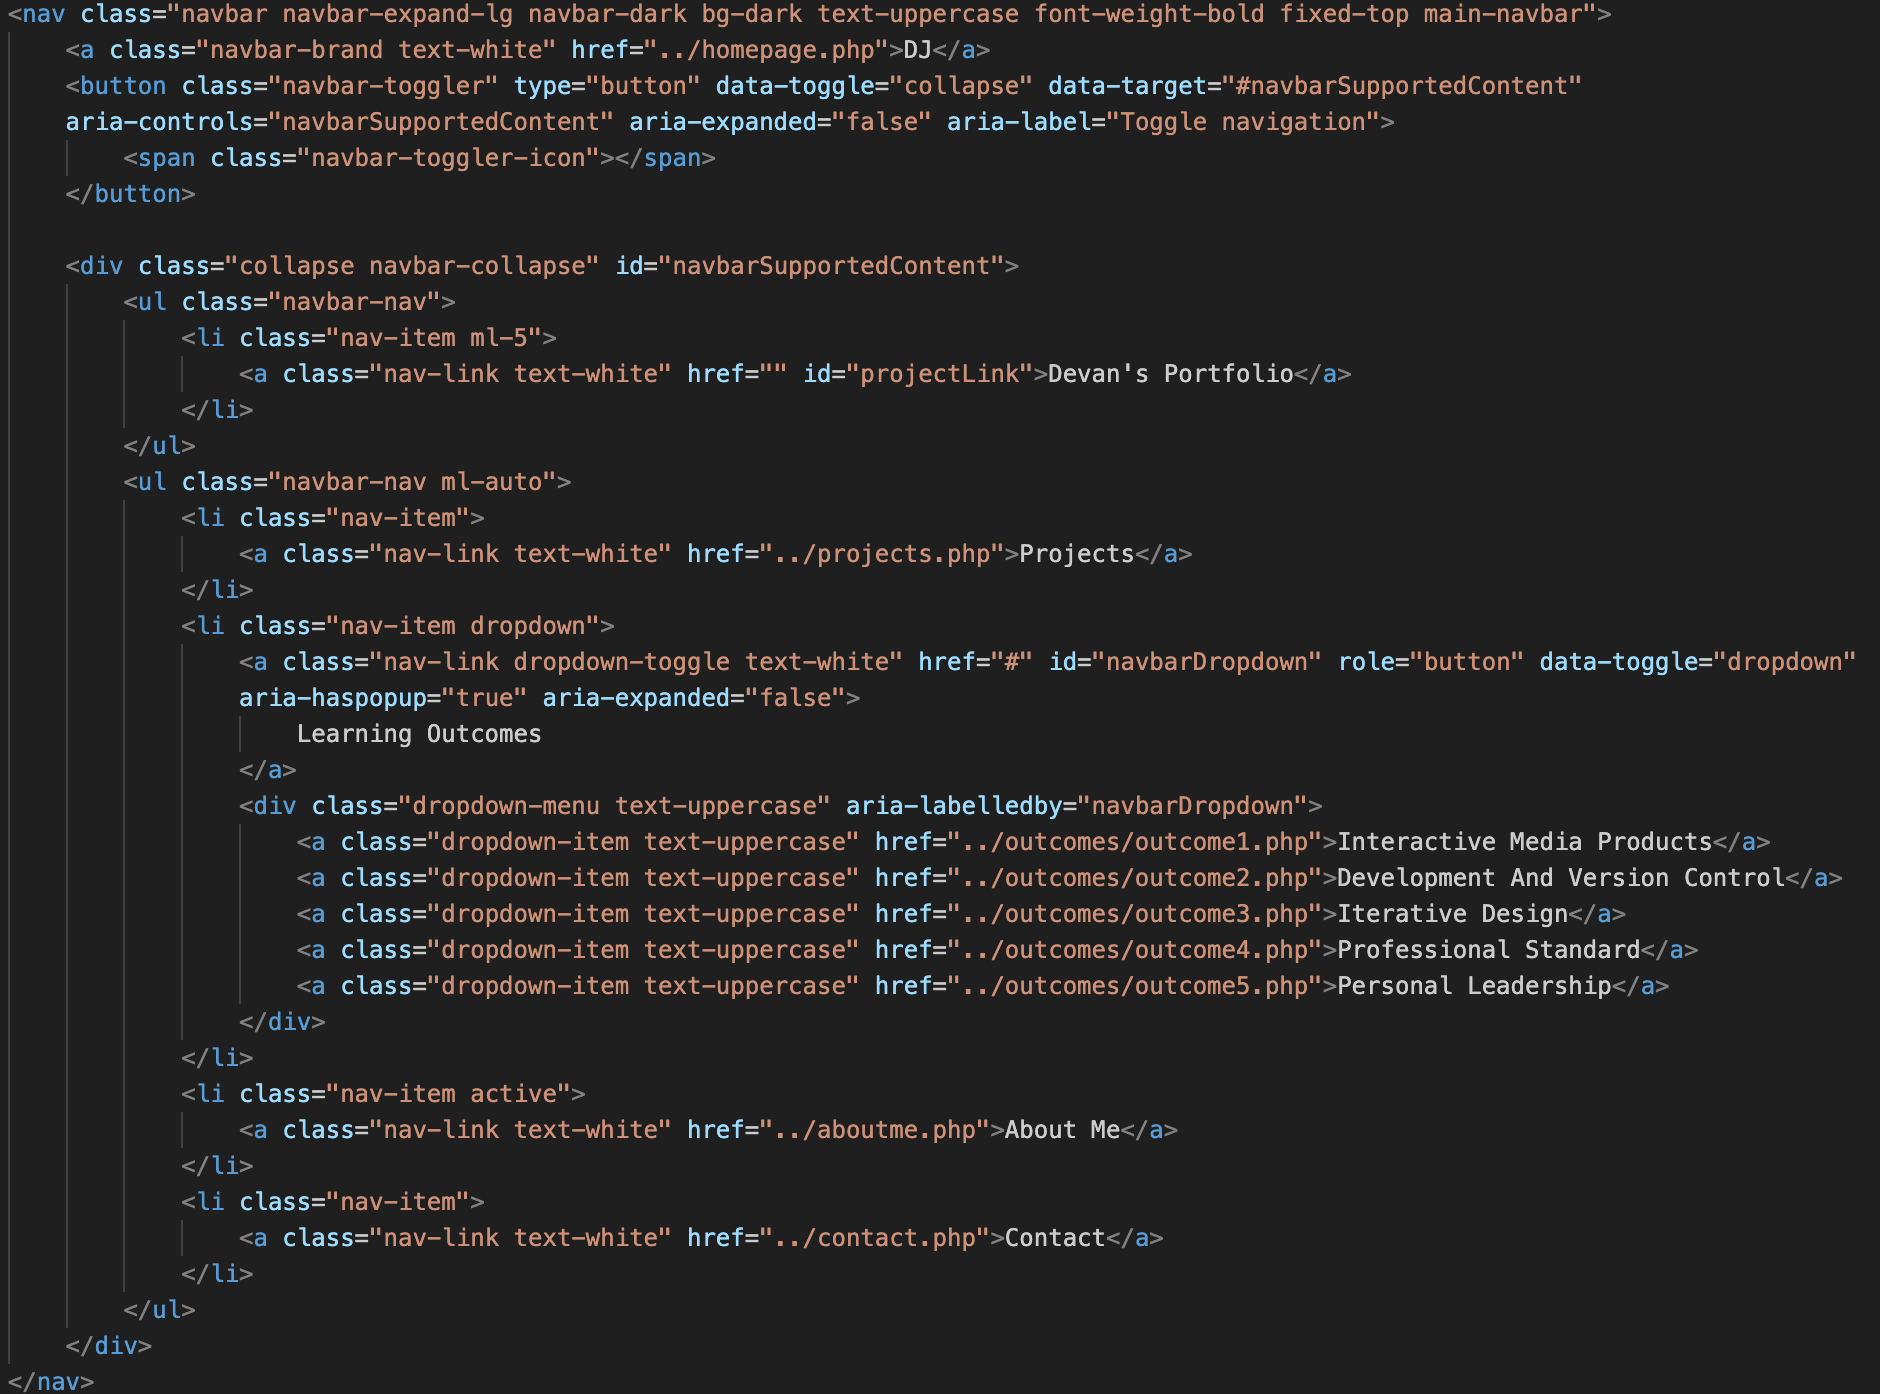 <nav class="navbar navbar-expand-lg navbar-dark bg-dark text-uppercase font-weight-bold fixed-top main-navbar">
    <a class="navbar-brand text-white" href="../homepage.php">DJ</a>
    <button class="navbar-toggler" type="button" data-toggle="collapse" data-target="#navbarSupportedContent"
    aria-controls="navbarSupportedContent" aria-expanded="false" aria-label="Toggle navigation">
        <span class="navbar-toggler-icon"></span>
    </button>

    <div class="collapse navbar-collapse" id="navbarSupportedContent">
        <ul class="navbar-nav">
            <li class="nav-item ml-5">
                <a class="nav-link text-white" href="" id="projectLink">Devan's Portfolio</a>
            </li>
        </ul>
        <ul class="navbar-nav ml-auto">
            <li class="nav-item">
                <a class="nav-link text-white" href="../projects.php">Projects</a>
            </li>
            <li class="nav-item dropdown">
                <a class="nav-link dropdown-toggle text-white" href="#" id="navbarDropdown" role="button" data-toggle="dropdown"
                aria-haspopup="true" aria-expanded="false">
                    Learning Outcomes
                </a>
                <div class="dropdown-menu text-uppercase" aria-labelledby="navbarDropdown">
                    <a class="dropdown-item text-uppercase" href="../outcomes/outcome1.php">Interactive Media Products</a>
                    <a class="dropdown-item text-uppercase" href="../outcomes/outcome2.php">Development And Version Control</a>
                    <a class="dropdown-item text-uppercase" href="../outcomes/outcome3.php">Iterative Design</a>
                    <a class="dropdown-item text-uppercase" href="../outcomes/outcome4.php">Professional Standard</a>
                    <a class="dropdown-item text-uppercase" href="../outcomes/outcome5.php">Personal Leadership</a>
                </div>
            </li>
            <li class="nav-item active">
                <a class="nav-link text-white" href="../aboutme.php">About Me</a>
            </li>
            <li class="nav-item">
                <a class="nav-link text-white" href="../contact.php">Contact</a>
            </li>
        </ul>
    </div>
</nav>